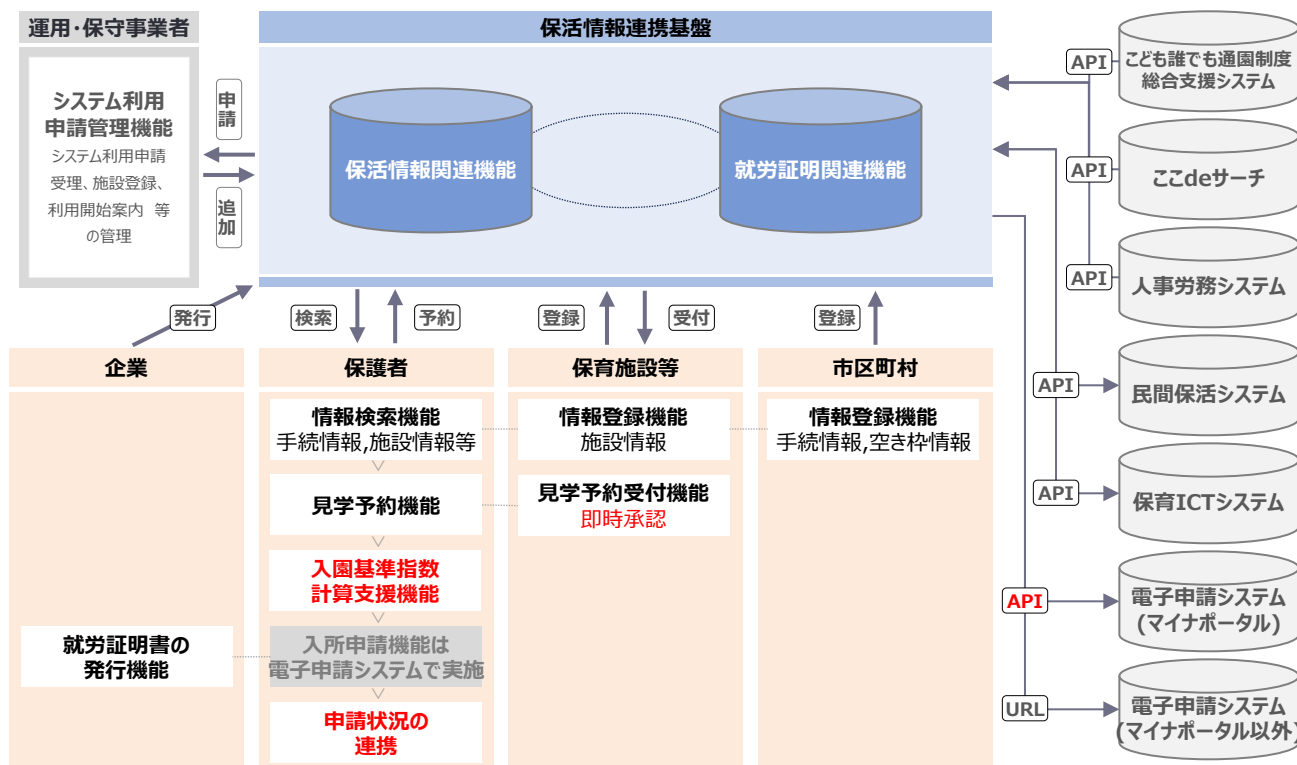 運用・保守事業者
システム利用
申請管理機能
システム利用申請
受理、施設登録、
利用開始案内 等
の管理
申請
追加
保活情報連携基盤
保活情報関連機能
就労証明関連機能
発行
検索
予約
登録
受付
登録
企業
就労証明書の
発行機能
保護者
情報検索機能
手続情報,施設情報等
見学予約機能
入園基準指数
計算支援機能
入所申請機能は
電子申請システムで実施
申請状況の
連携
保育施設等
情報登録機能
施設情報
見学予約受付機能
即時承認
市区町村
情報登録機能
手続情報,空き枠情報
API
こども誰でも通園制度
総合支援システム
API
ここdeサーチ
API
人事労務システム
API
民間保活システム
API
保育ICTシステム
API
電子申請システム
(マイナポータル)
URL
電子申請システム
(マイナポータル以外)